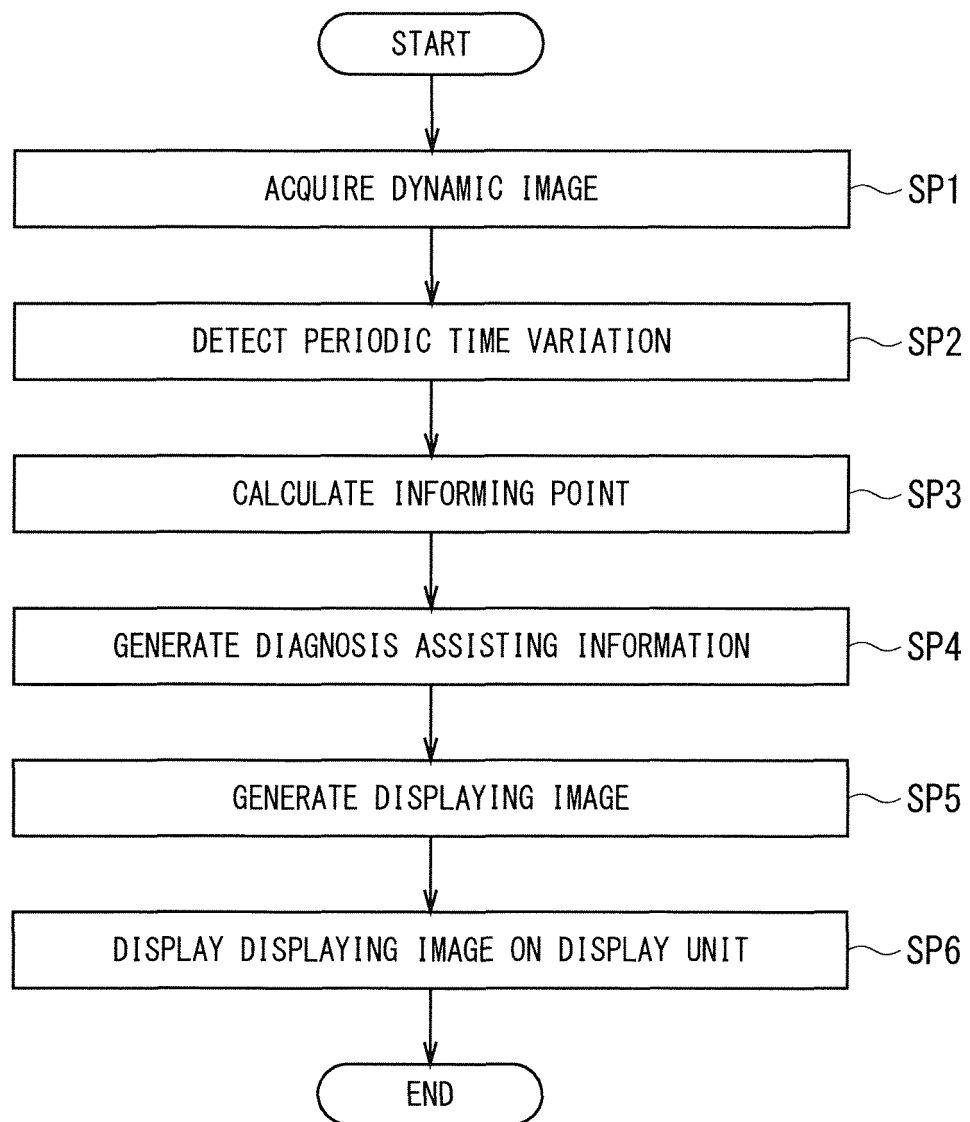 START
ACQUIRE DYNAMIC IMAGE SP1
DETECT PERIODIC TIME VARIATION SP2
CALCULATE INFORMING POINT SP3
GENERATE DIAGNOSIS ASSISTING INFORMATION SP4
GENERATE DISPLAYING IMAGE SP5
DISPLAY DISPLAYING IMAGE ON DISPLAY UNIT SP6
END